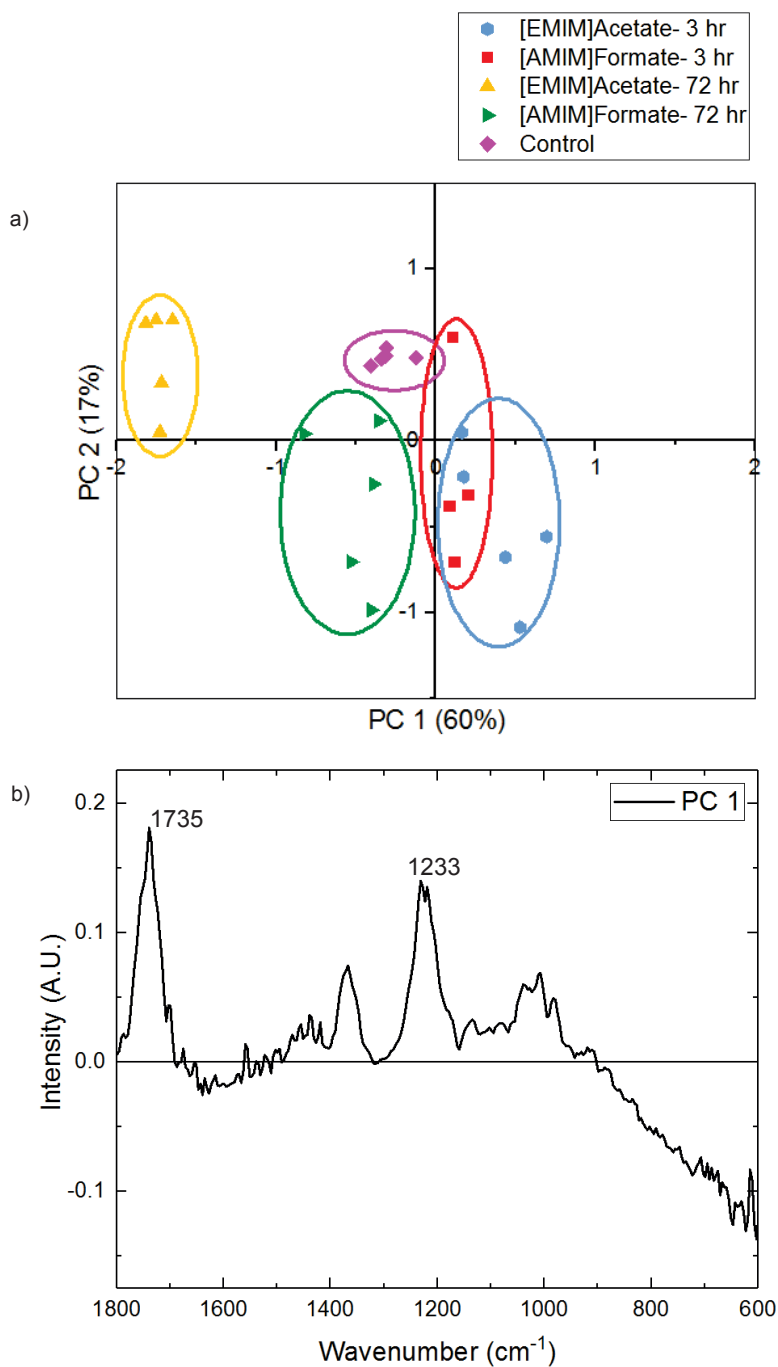 [EMIM]Acetate- 3 hr
[AMIM]Formate- 3 hr
[EMIM]Acetate- 72 hr
[AMIM]Formate- 72 hr
Control
a)
1
0
-2
-1
0
1
2
-1
PC 2 (17%)
PC 1 (60%)
b)
0.2
1735
1233
PC 1
0.1
0.0
-0.1
Intensity (A.U.)
1800 1600 1400 1200 1000 800 600
Wavenumber (cm⁻¹)